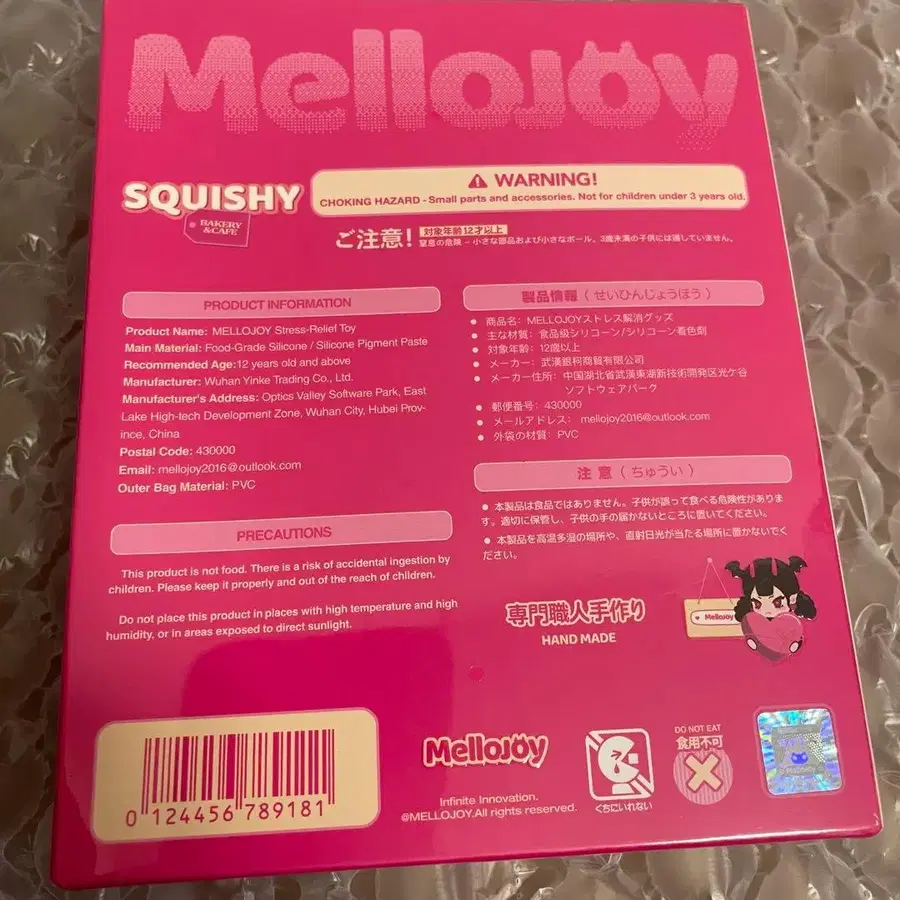 Mellojoy
SQUISHY
BAKERY
&CAFE
WARNING!
CHOKING HAZARD - Small parts and accessories. Not for children under 3 years old.
ご注意!
対象年齢12才以上
窒息の危険 – 小さな部品および小さなボール。3歳未満の子供には適していません。
PRODUCT INFORMATION
Product Name: MELLOJOY Stress-Relief Toy
Main Material: Food-Grade Silicone / Silicone Pigment Paste
Recommended Age:12 years old and above
Manufacturer: Wuhan Yinke Trading Co., Ltd.
Manufacturer's Address: Optics Valley Software Park, East
Lake High-tech Development Zone, Wuhan City, Hubei Prov-
ince, China
Postal Code: 430000
Email: mellojoy2016@outlook.com
Outer Bag Material: PVC
PRECAUTIONS
This product is not food. There is a risk of accidental ingestion by
children. Please keep it properly and out of the reach of children.
Do not place this product in places with high temperature and high
humidity, or in areas exposed to direct sunlight.
製品情報 ( せいひんじょうほう )
● 商品名: MELLOJOYストレス解消グッズ
● 主な材質: 食品級シリコーン/シリコーン着色剤
● 対象年齢: 12歳以上
● メーカー: 武漢銀柯商貿有限公司
● メーカー住所: 中国湖北省武漢東湖新技術開発区光ケ谷
ソフトウェアパーク
● 郵便番号: 430000
● メールアドレス: mellojoy2016@outlook.com
● 外袋の材質: PVC
注 意 ( ちゅうい )
● 本製品は食品ではありません。子供が誤って食べる危険性がありま
す。適切に保管し、子供の手の届かないところに置いてください。
● 本製品を高温多湿の場所や、直射日光が当たる場所に置かないでく
ださい。
専門職人手作り
HAND MADE
Mellojoy
0 124456 789181
Mellojoy
Infinite Innovation.
@MELLOJOY.All rights reserved.
くちにいれない
DO NOT EAT
食用不可